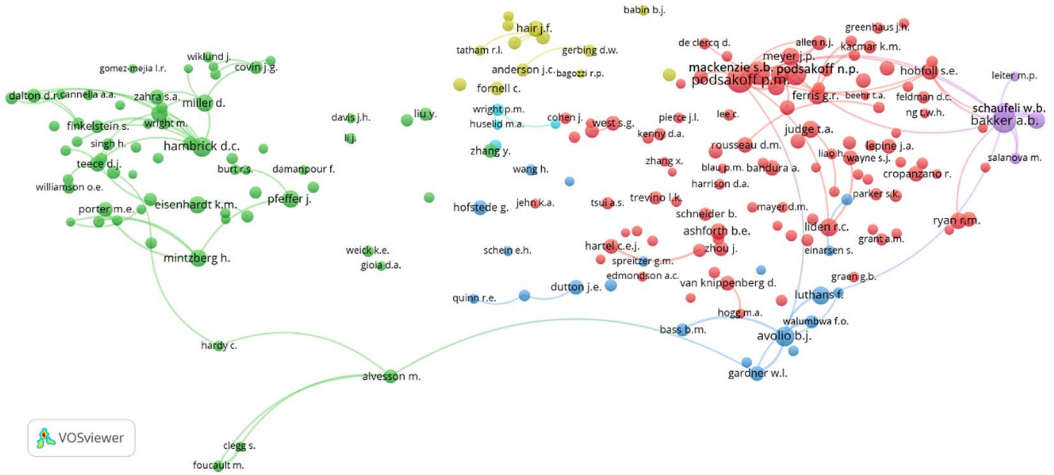 babin b.j.
hair j.f.
tatham r.l.
gerbing d.w.
anderson j.c.
bagozzi r.p.
fornell c.
greenhaus j.h.
allen n.j.
de clercq d.
kacmar k.m.
meyer j.p.
mackenzie s.b.
podsakoff n.p.
podsakoff p.m.
hobfoll s.e.
leiter m.p.
ferris g.r.
beehr t.a.
feldman d.c.
ng t.w.h.
schaufeli w.b.
bakker a.b.
salanova m.
wiklund j.
gomez-mejia l.r.
covin j.g.
dalton d.r.
cannella a.a.
zahra s.a.
miller d.
wright m.
finkelstein s.
singh h.
hambrick d.c.
teece d.j.
burt r.s.
damanpour f.
williamson o.e.
eisenhardt k.m.
pfeffer j.
porter m.e.
mintzberg h.
davis j.h.
liu y.
li j.
wright p.m.
huselid m.a.
cohen j.
west s.g.
pierce j.l.
lee c.
kenny d.a.
judge t.a.
zhang y.
rousseau d.m.
liao h.
lepine j.a.
wayne s.j.
wang h.
zhang x.
blau p.m.
bandura a.
cropanzano r.
harrison d.a.
parker s.k.
hofstede g.
jehn k.a.
tsui a.s.
trevino l.k.
mayer d.m.
schneider b.
liden r.c.
ryan r.m.
ashforth b.e.
grant a.m.
weick k.e.
gioia d.a.
schein e.h.
hartel c.e.j.
zhou j.
einarsen s.
spreitzer g.m.
edmondson a.c.
graen g.b.
van knippenberg d.
dutton j.e.
quinn r.e.
luthans f.
hogg m.a.
walumbwa f.o.
bass b.m.
avolio b.j.
hardy c.
alvesson m.
gardner w.l.
clegg s.
foucault m.
VOSviewer